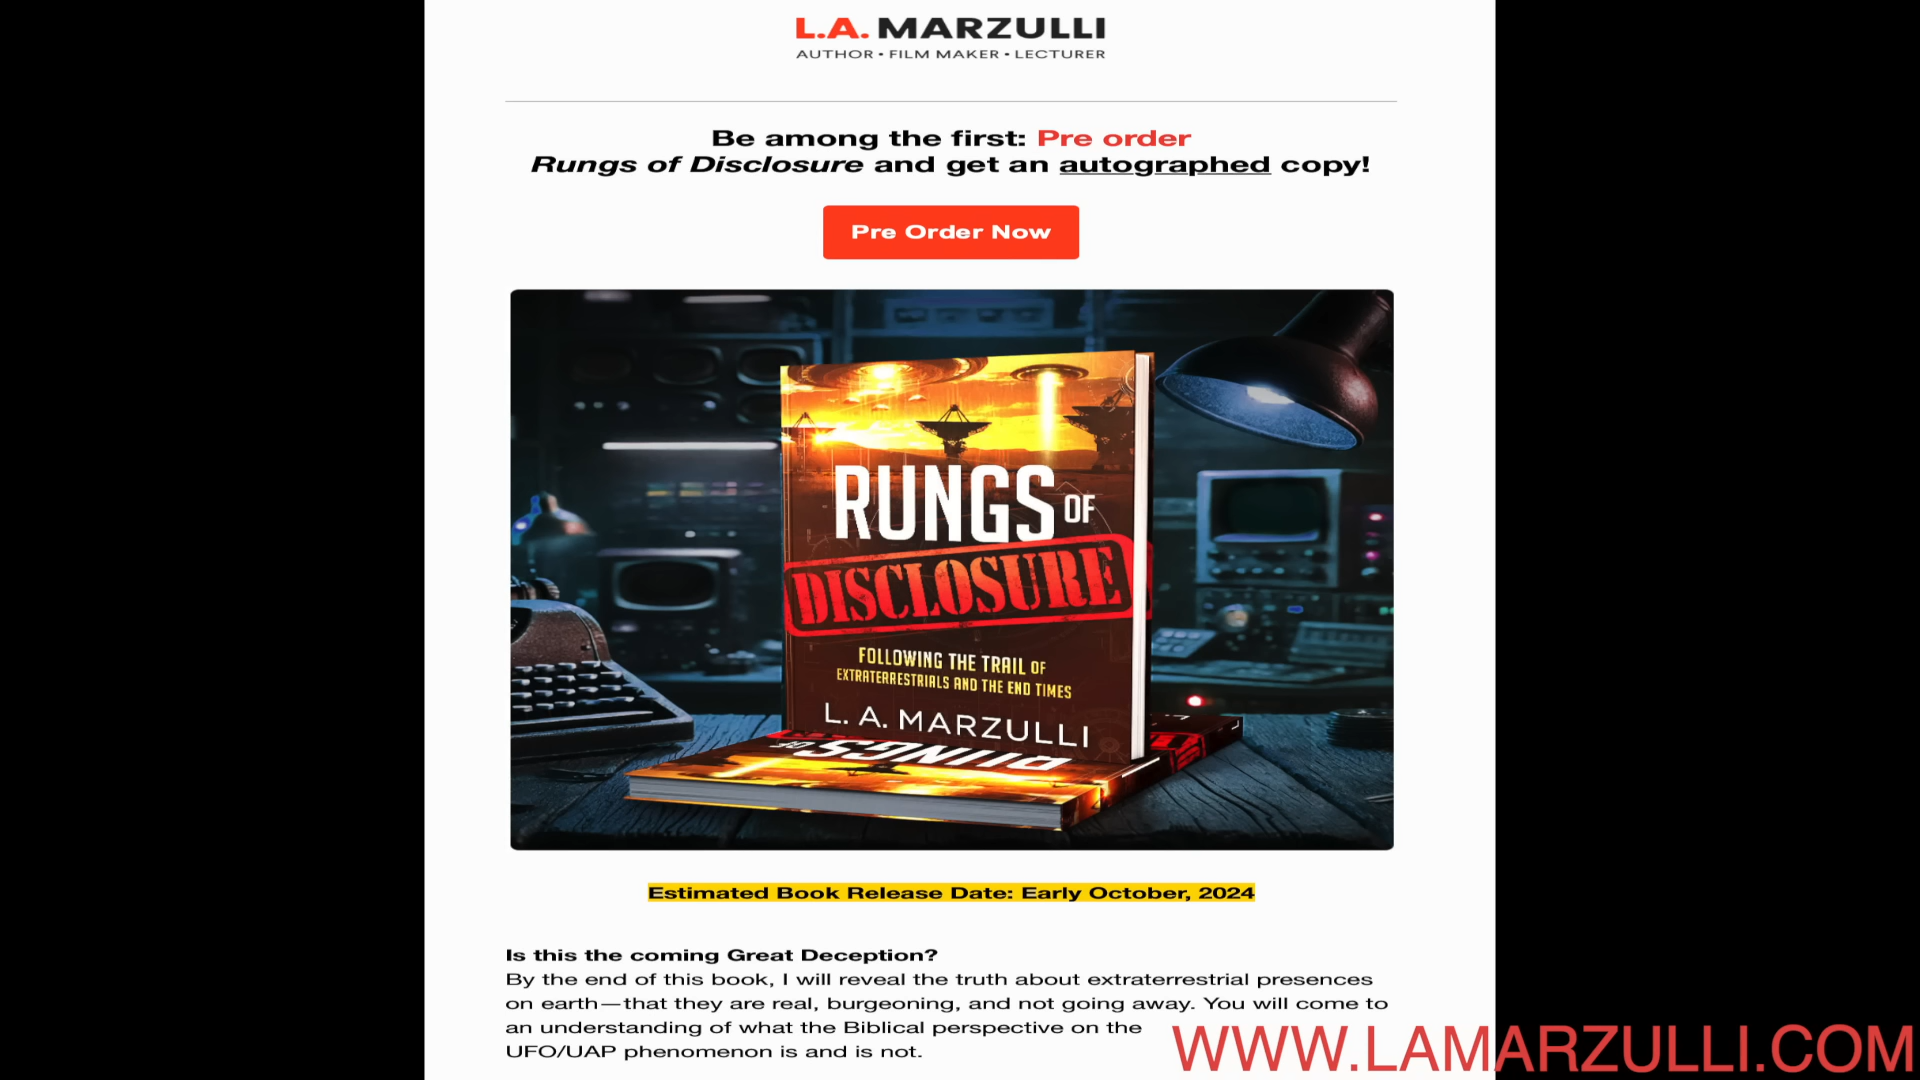 L.A. MARZULLI
AUTHOR • FILM MAKER • LECTURER
Be among the first: Pre order
Rungs of Disclosure and get an autographed copy!
Pre Order Now
RUNGS OF
DISCLOSURE
FOLLOWING THE TRAIL OF
EXTRATERRESTRIALS AND THE END TIMES
L. A. MARZULLI
RUNGS OF
Estimated Book Release Date: Early October, 2024
Is this the coming Great Deception?
By the end of this book, I will reveal the truth about extraterrestrial presences
on earth—that they are real, burgeoning, and not going away. You will come to
an understanding of what the Biblical perspective on the
UFO/UAP phenomenon is and is not.
WWW.LAMARZULLI.COM